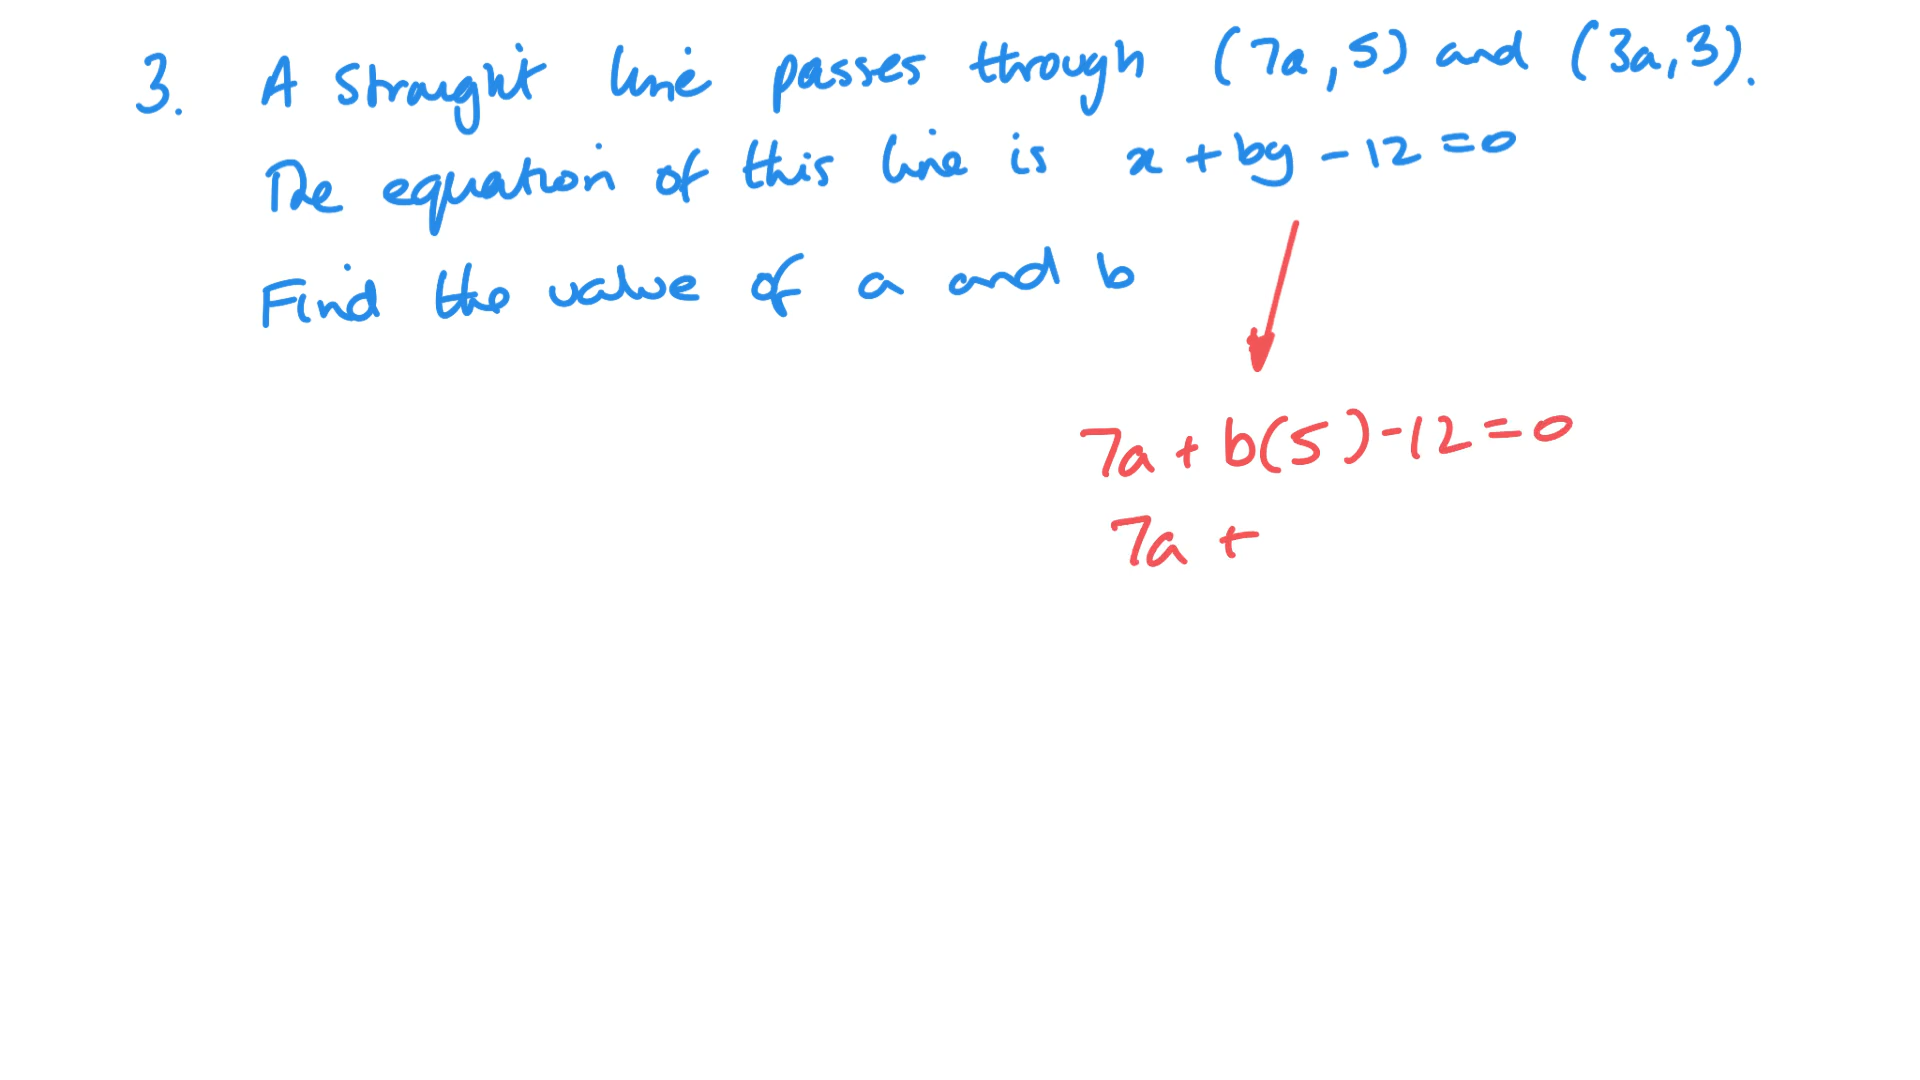 3. A straight line passes through (7a, 5) and (3a, 3).
The equation of this line is x + by - 12 = 0
Find the value of a and b
7a + b(5) - 12 = 0
7a +